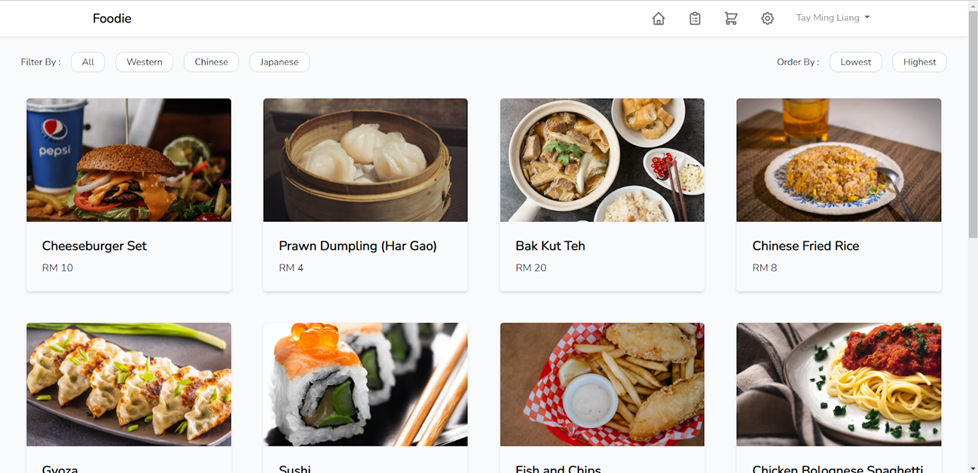 Foodie
Tay Ming Liang
Filter By : All Western Chinese Japanese
Order By : Lowest Highest
pepsi
Cheeseburger Set
RM 10
Prawn Dumpling (Har Gao)
RM 4
Bak Kut Teh
RM 20
Chinese Fried Rice
RM 8
Gyoza
Sushi
Fish and Chips
Chicken Bolognese Spaghetti